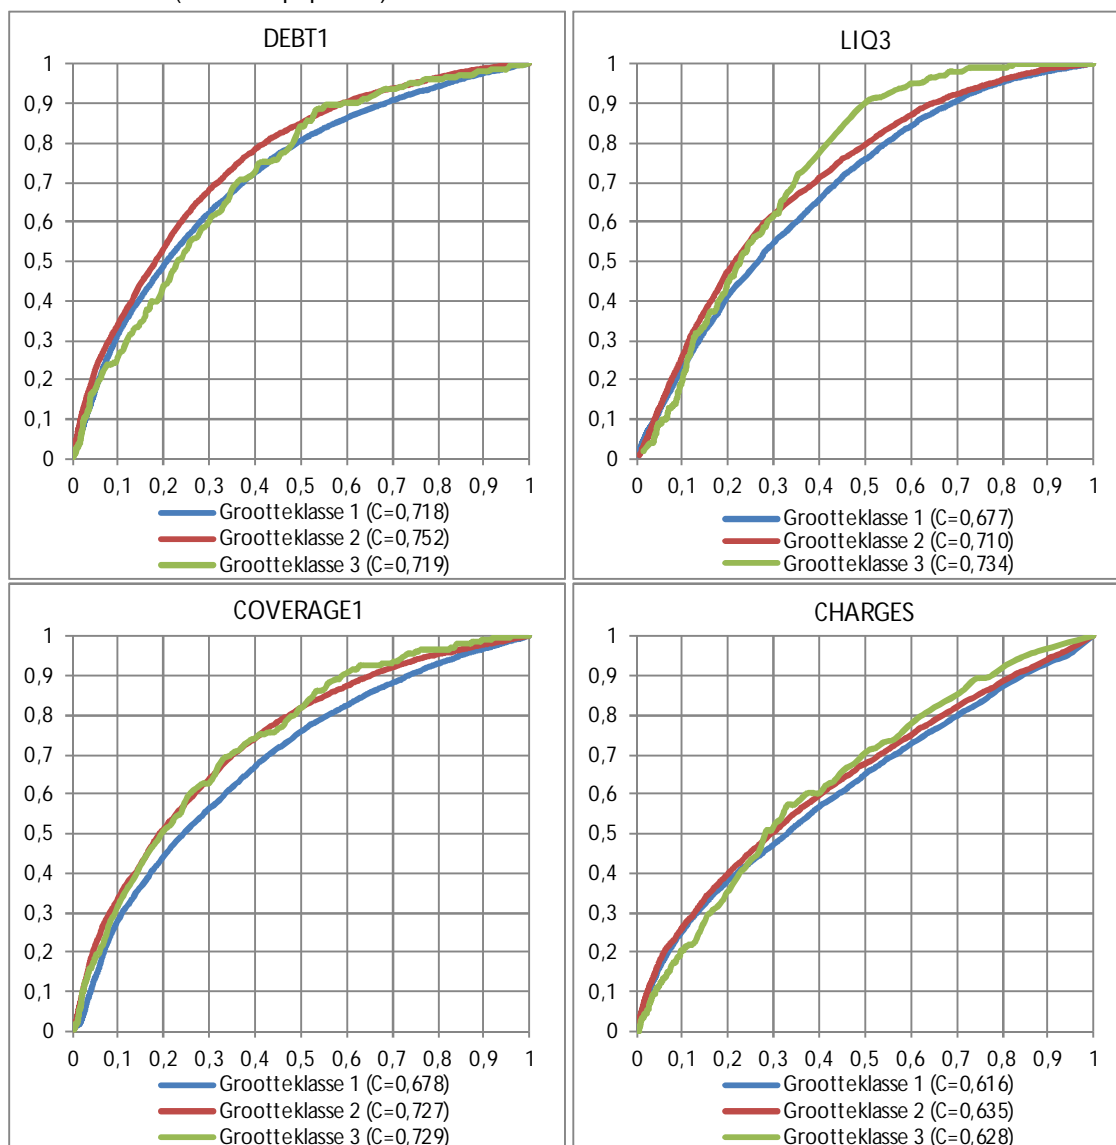 DEBT1
1
0,9
0,8
0,7
0,6
0,5
0,4
0,3
0,2
0,1
0
0 0,1 0,2 0,3 0,4 0,5 0,6 0,7 0,8 0,9 1
Grootteklasse 1 (C=0,718)
Grootteklasse 2 (C=0,752)
Grootteklasse 3 (C=0,719)
LIQ3
1
0,9
0,8
0,7
0,6
0,5
0,4
0,3
0,2
0,1
0
0 0,1 0,2 0,3 0,4 0,5 0,6 0,7 0,8 0,9 1
Grootteklasse 1 (C=0,677)
Grootteklasse 2 (C=0,710)
Grootteklasse 3 (C=0,734)
COVERAGE1
1
0,9
0,8
0,7
0,6
0,5
0,4
0,3
0,2
0,1
0
0 0,1 0,2 0,3 0,4 0,5 0,6 0,7 0,8 0,9 1
Grootteklasse 1 (C=0,678)
Grootteklasse 2 (C=0,727)
Grootteklasse 3 (C=0,729)
CHARGES
1
0,9
0,8
0,7
0,6
0,5
0,4
0,3
0,2
0,1
0
0 0,1 0,2 0,3 0,4 0,5 0,6 0,7 0,8 0,9 1
Grootteklasse 1 (C=0,616)
Grootteklasse 2 (C=0,635)
Grootteklasse 3 (C=0,628)